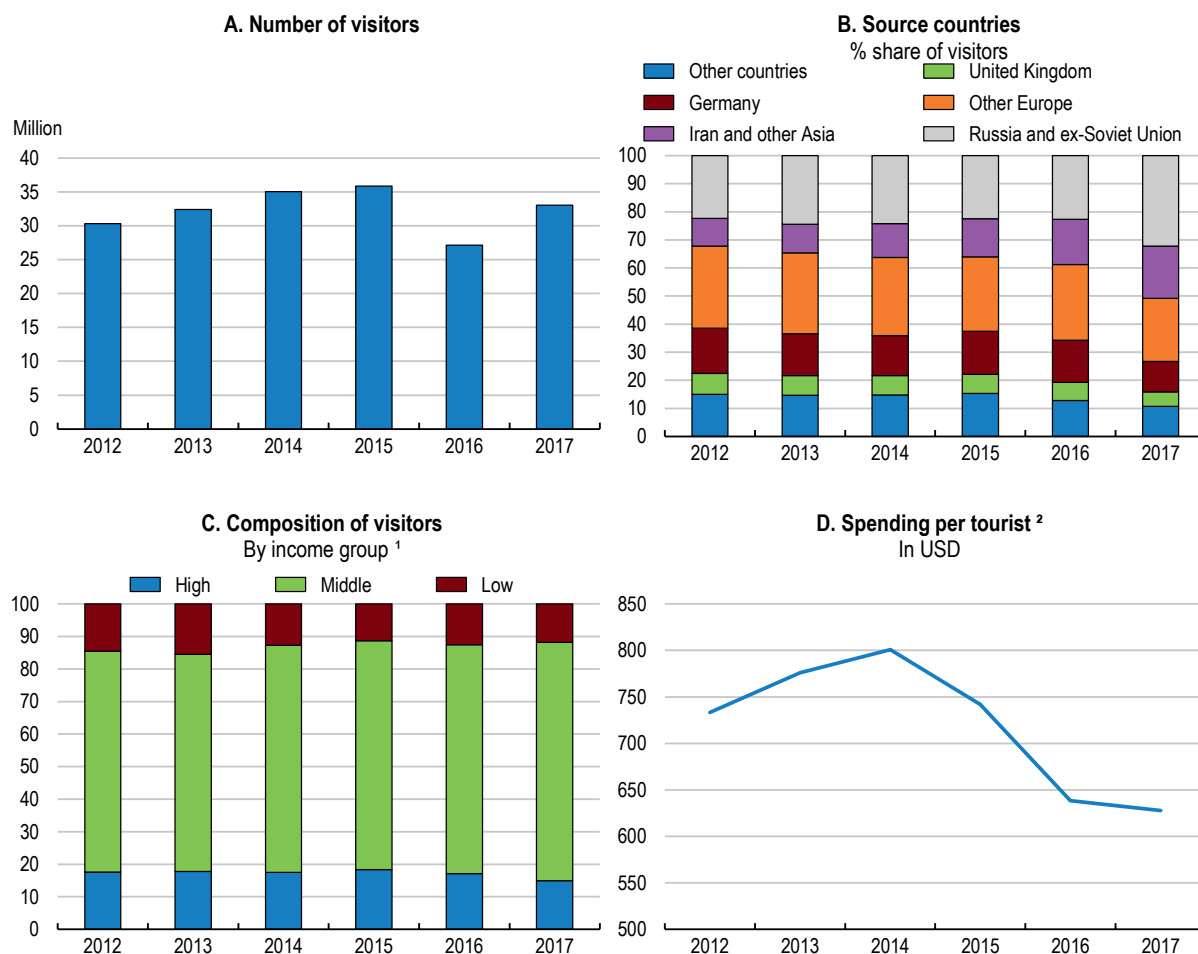 A. Number of visitors
Million
40
35
30
25
20
15
10
5
0
2012 2013 2014 2015 2016 2017
B. Source countries
% share of visitors
Other countries United Kingdom
Germany Other Europe
Iran and other Asia Russia and ex-Soviet Union
100
90
80
70
60
50
40
30
20
10
0
2012 2013 2014 2015 2016 2017
C. Composition of visitors
By income group ¹
High Middle Low
100
90
80
70
60
50
40
30
20
10
0
2012 2013 2014 2015 2016 2017
D. Spending per tourist ²
In USD
850
800
750
700
650
600
550
500
2012 2013 2014 2015 2016 2017